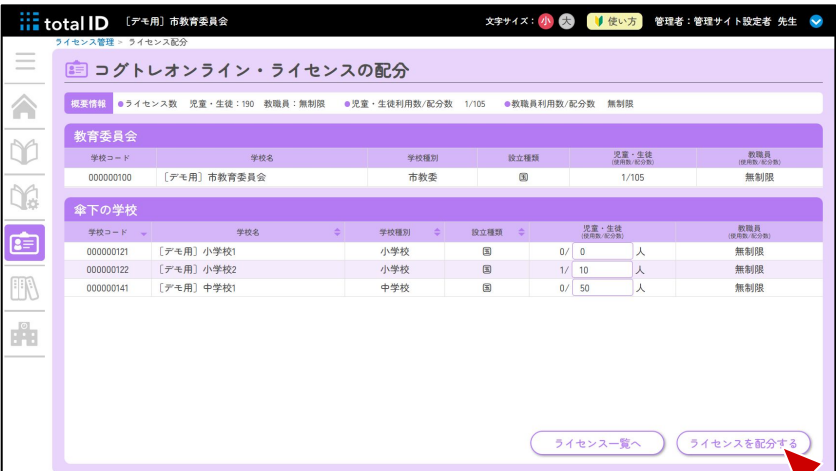 total ID ［デモ用］市教育委員会 文字サイズ： 小 大 使い方 管理者：管理サイト設定者 先生
ライセンス管理 > ライセンス配分
コグトレオンライン・ライセンスの配分
概要情報 ●ライセンス数 児童・生徒：190 教職員：無制限 ●児童・生徒利用数/配分数 1/105 ●教職員利用数/配分数 無制限
教育委員会
学校コード 学校名 学校種別 設立種類 児童・生徒 教職員
(使用数/配分数) (使用数/配分数)
000000100 ［デモ用］市教育委員会 市教委 国 1/105 無制限
傘下の学校
学校コード 学校名 学校種別 設立種類 児童・生徒 教職員
(使用数/配分数) (使用数/配分数)
000000121 ［デモ用］小学校1 小学校 国 0/ 0 人 無制限
000000122 ［デモ用］小学校2 小学校 国 1/ 10 人 無制限
000000141 ［デモ用］中学校1 中学校 国 0/ 50 人 無制限
ライセンス一覧へ ライセンスを配分する